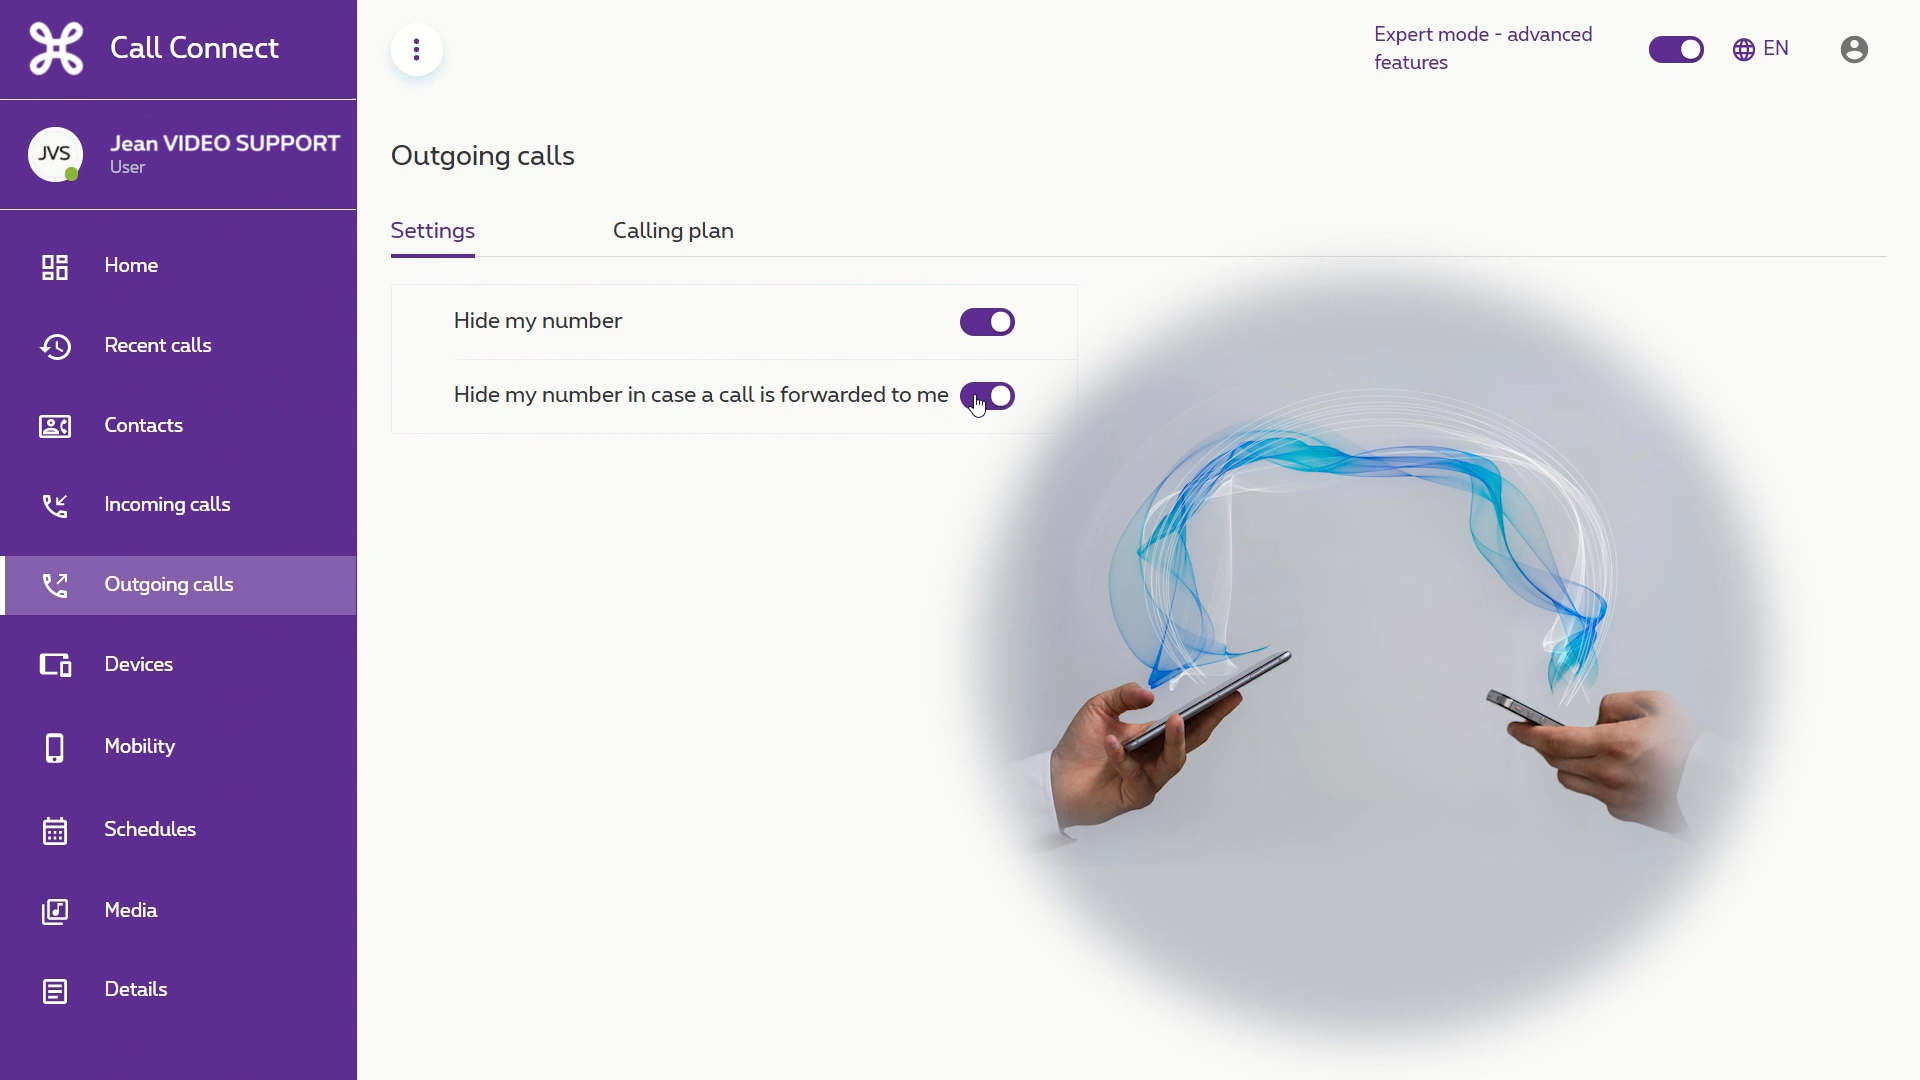 Call Connect
JVS
Jean VIDEO SUPPORT
User
Home
Recent calls
Contacts
Incoming calls
Outgoing calls
Devices
Mobility
Schedules
Media
Details
Expert mode - advanced
features
EN
Outgoing calls
Settings
Calling plan
Hide my number
Hide my number in case a call is forwarded to me